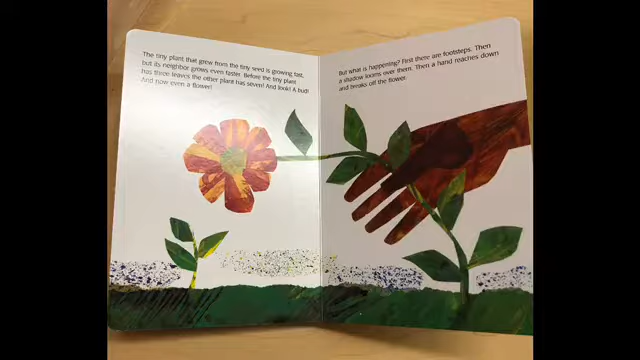 The tiny plant that grew from the tiny seed is growing fast,
but its neighbor grows even faster. Before the tiny plant
has three leaves the other plant has seven! And look! A bud!
And now even a flower!
But what is happening? First there are footsteps. Then
a shadow looms over them. Then a hand reaches down
and breaks off the flower.